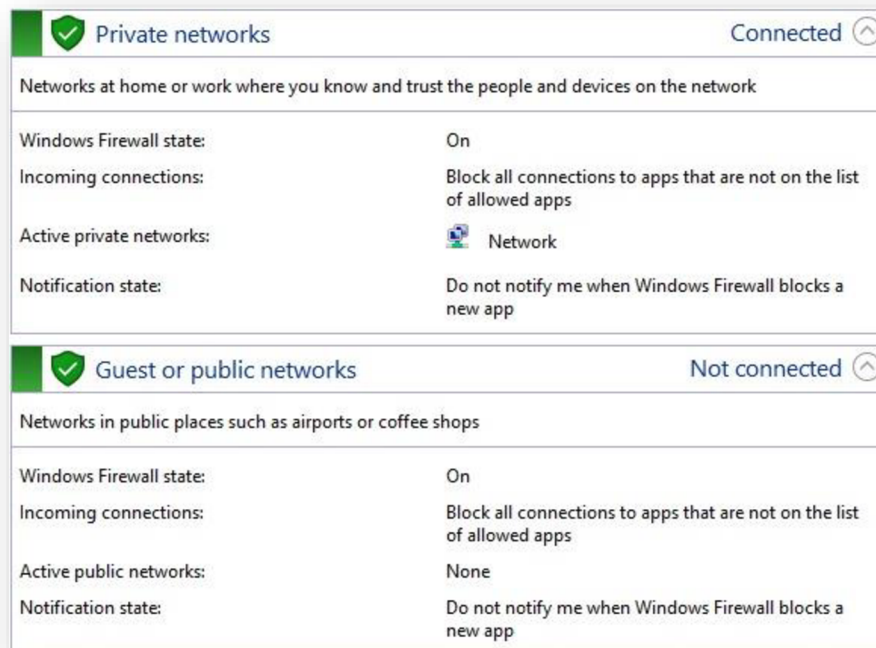 Private networks
Connected
Networks at home or work where you know and trust the people and devices on the network
Windows Firewall state:
On
Incoming connections:
Block all connections to apps that are not on the list
of allowed apps
Active private networks:
Network
Notification state:
Do not notify me when Windows Firewall blocks a
new app
Guest or public networks
Not connected
Networks in public places such as airports or coffee shops
Windows Firewall state:
On
Incoming connections:
Block all connections to apps that are not on the list
of allowed apps
Active public networks:
None
Notification state:
Do not notify me when Windows Firewall blocks a
new app